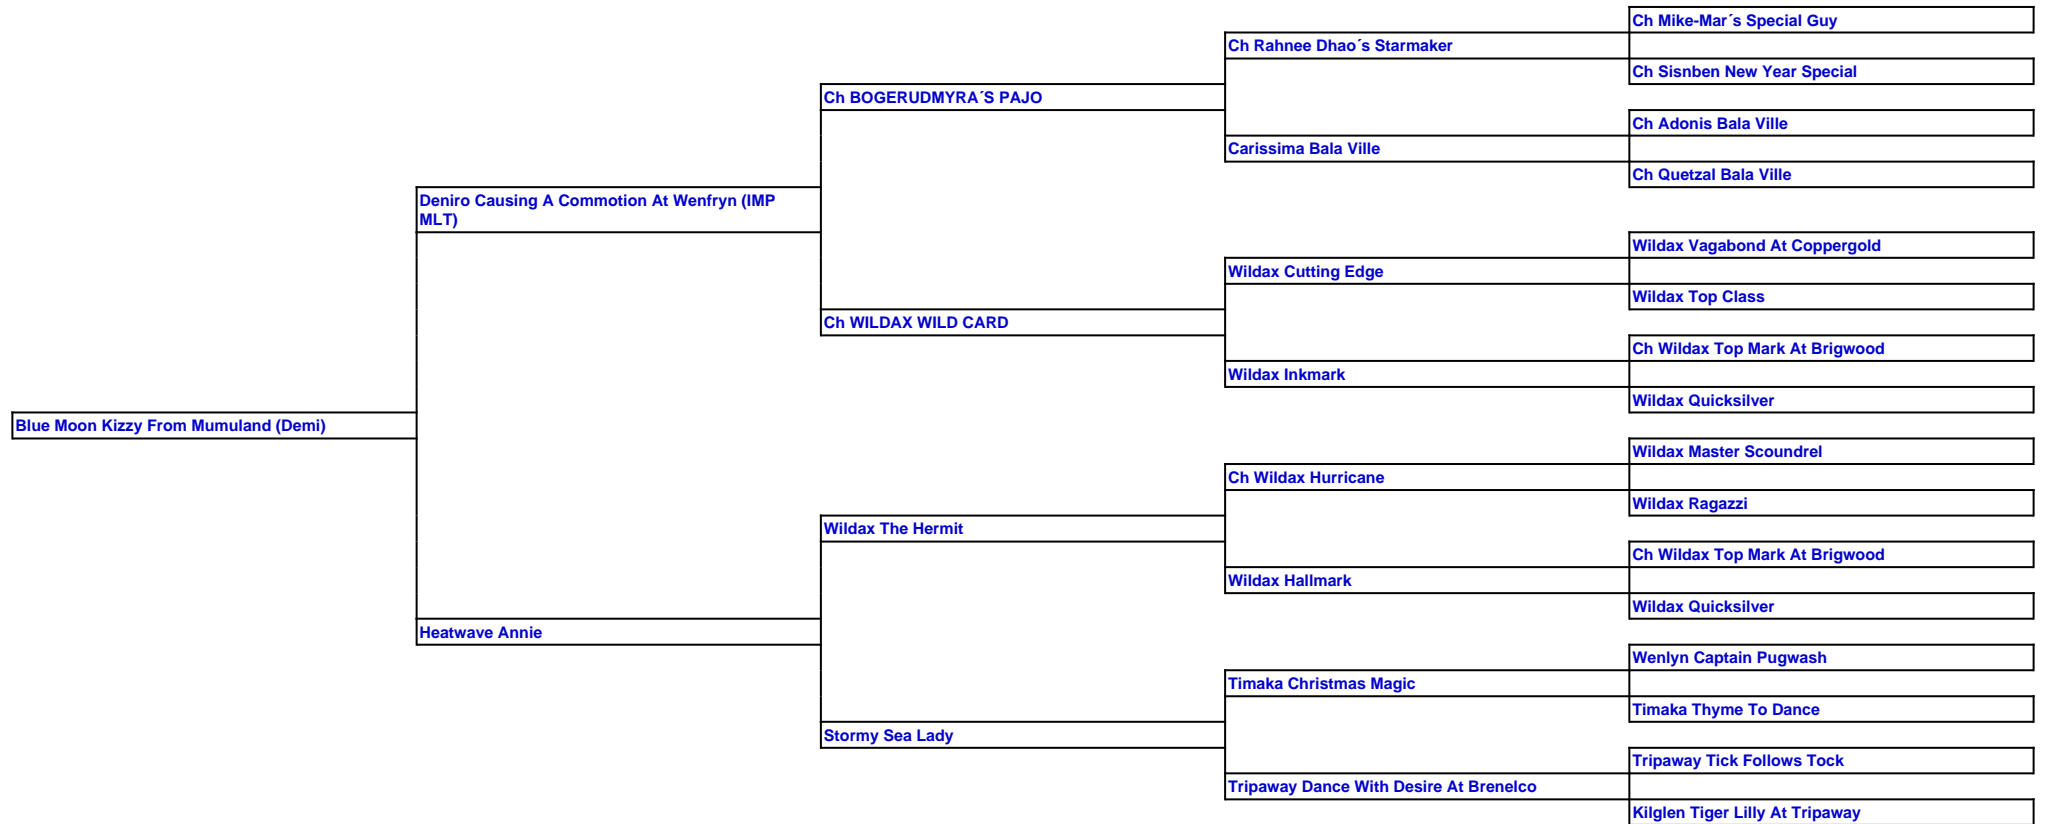 Ch Mike-Mar´s Special Guy
Ch Rahnee Dhao´s Starmaker
Ch Sisnben New Year Special
Ch BOGERUDMYRA´S PAJO
Ch Adonis Bala Ville
Carissima Bala Ville
Ch Quetzal Bala Ville
Deniro Causing A Commotion At Wenfryn (IMP
MLT)
Wildax Vagabond At Coppergold
Wildax Cutting Edge
Wildax Top Class
Ch WILDAX WILD CARD
Ch Wildax Top Mark At Brigwood
Wildax Inkmark
Wildax Quicksilver
Blue Moon Kizzy From Mumuland (Demi)
Wildax Master Scoundrel
Ch Wildax Hurricane
Wildax Ragazzi
Wildax The Hermit
Ch Wildax Top Mark At Brigwood
Wildax Hallmark
Wildax Quicksilver
Heatwave Annie
Wenlyn Captain Pugwash
Timaka Christmas Magic
Timaka Thyme To Dance
Stormy Sea Lady
Tripaway Tick Follows Tock
Tripaway Dance With Desire At Brenelco
Kilglen Tiger Lilly At Tripaway